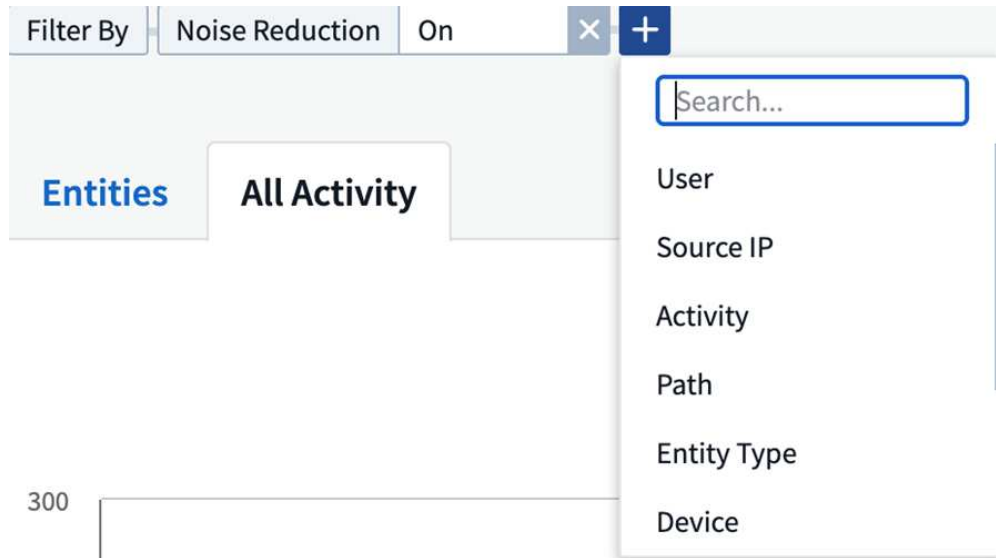 Filter By Noise Reduction On × +
Search...
Entities All Activity
User
Source IP
Activity
Path
Entity Type
Device
300